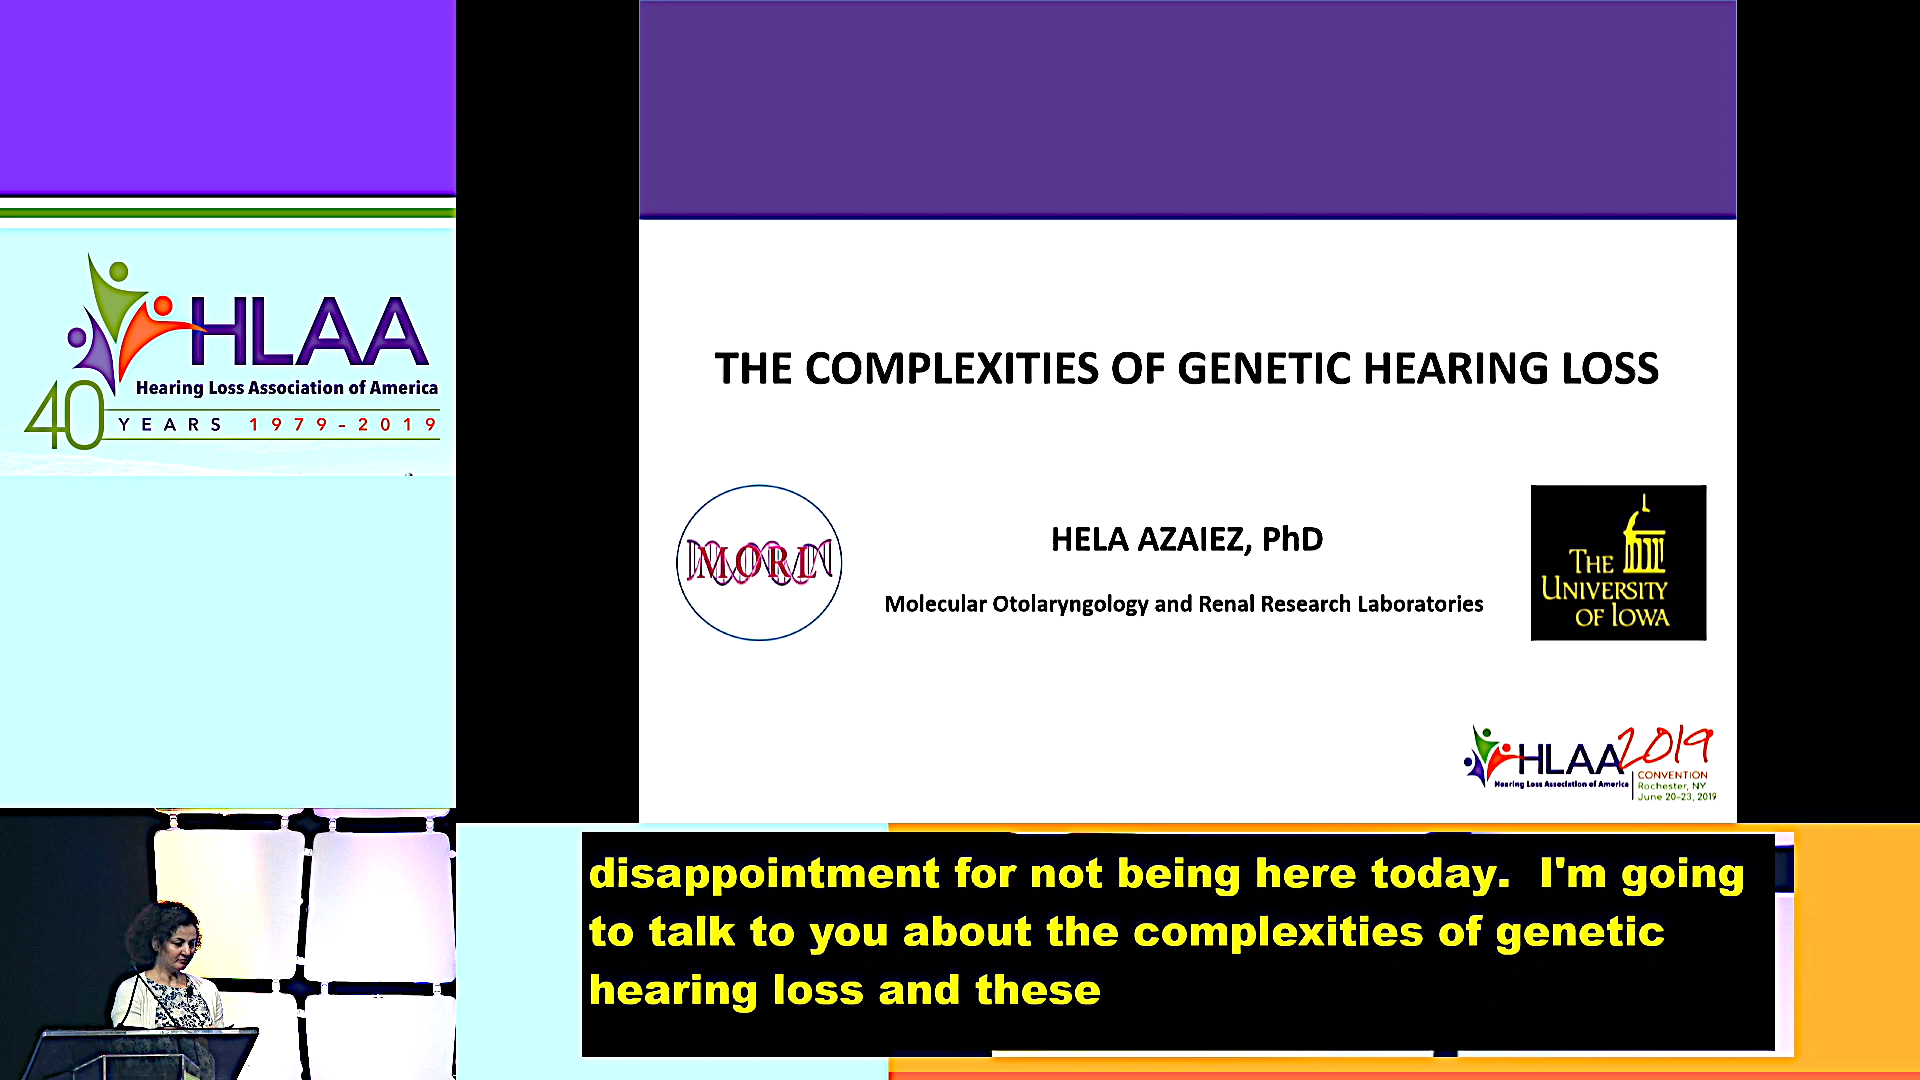 HLAA
Hearing Loss Association of America
40 YEARS 1979-2019
THE COMPLEXITIES OF GENETIC HEARING LOSS
MORL
HELA AZAIEZ, PhD
Molecular Otolaryngology and Renal Research Laboratories
THE
UNIVERSITY
OF IOWA
HLAA 2019
Hearing Loss Association of America
CONVENTION
Rochester, NY
June 20-23, 2019
disappointment for not being here today. I'm going
to talk to you about the complexities of genetic
hearing loss and these